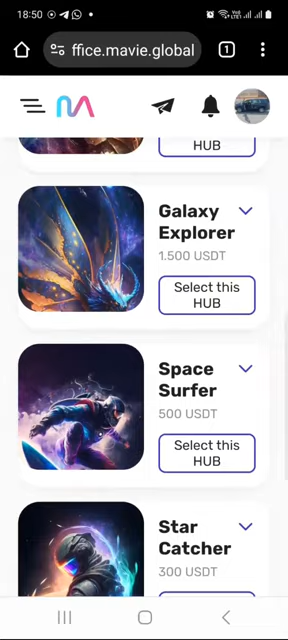 18:50
ffice.mavie.global
1
HUB
Galaxy
Explorer
1.500 USDT
Select this
HUB
Space
Surfer
500 USDT
Select this
HUB
Star
Catcher
300 USDT